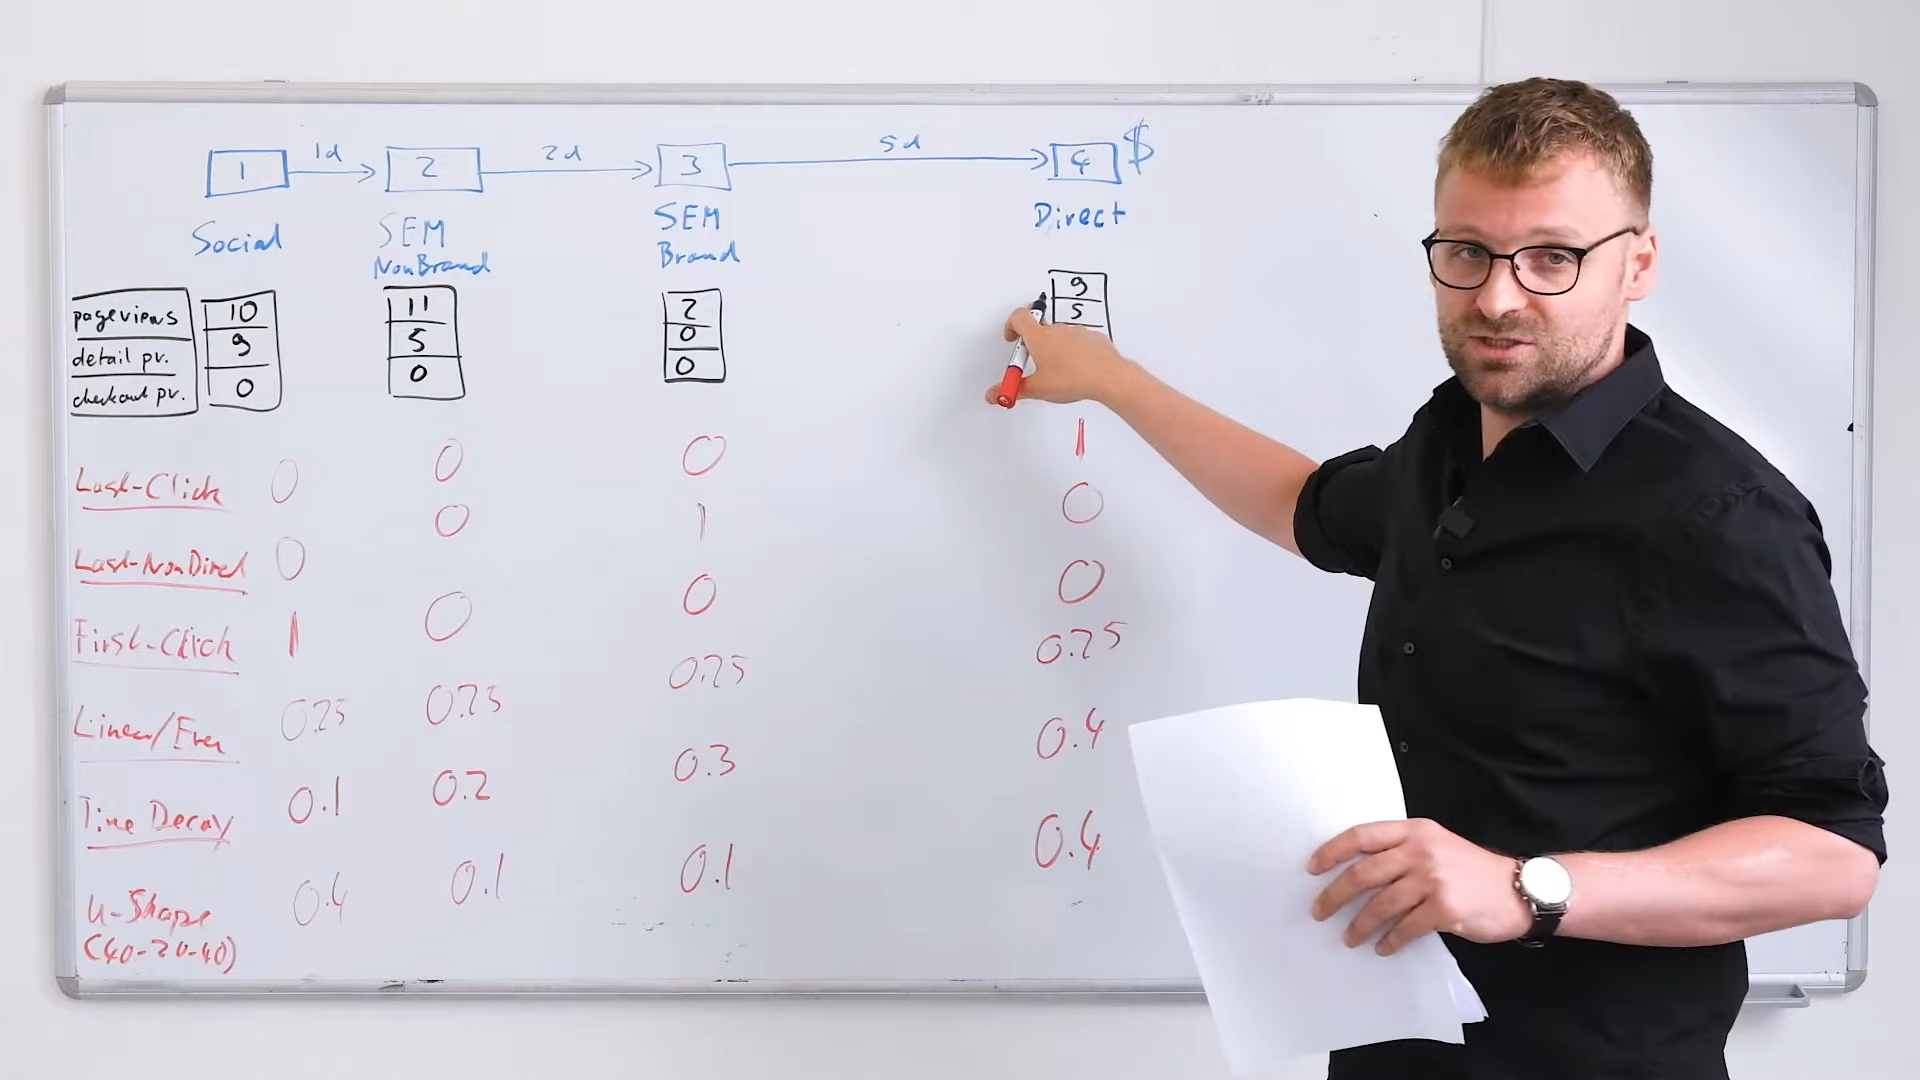 1 1d 2 2d 3 5d 4 $
Social SEM SEM Direct
NonBrand Brand
pageviews 10 11 2 9
detail pv. 9 5 0 5
checkout pv. 0 0 0
Last-Click 0 0 0 1
Last-NonDirect 0 0 1 0
First-Click 1 0 0 0
Linear/Even 0.25 0.25 0.25 0.25
Time Decay 0.1 0.2 0.3 0.4
U-Shape 0.4 0.1 0.1 0.4
(40-20-40)